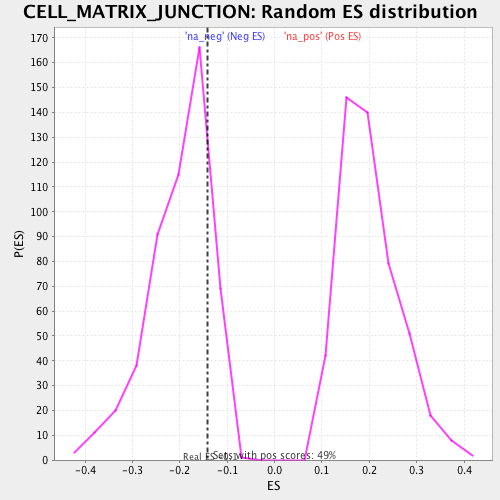 CELL_MATRIX_JUNCTION: Random ES distribution
'na_neg' (Neg ES) 'na_pos' (Pos ES)
170
160
150
140
130
120
110
100
90
80
70
60
50
40
30
20
10
0
P(ES)
Real ES
Sets with pos scores: 49%
-0.4 -0.3 -0.2 -0.1 0.0 0.1 0.2 0.3 0.4
ES